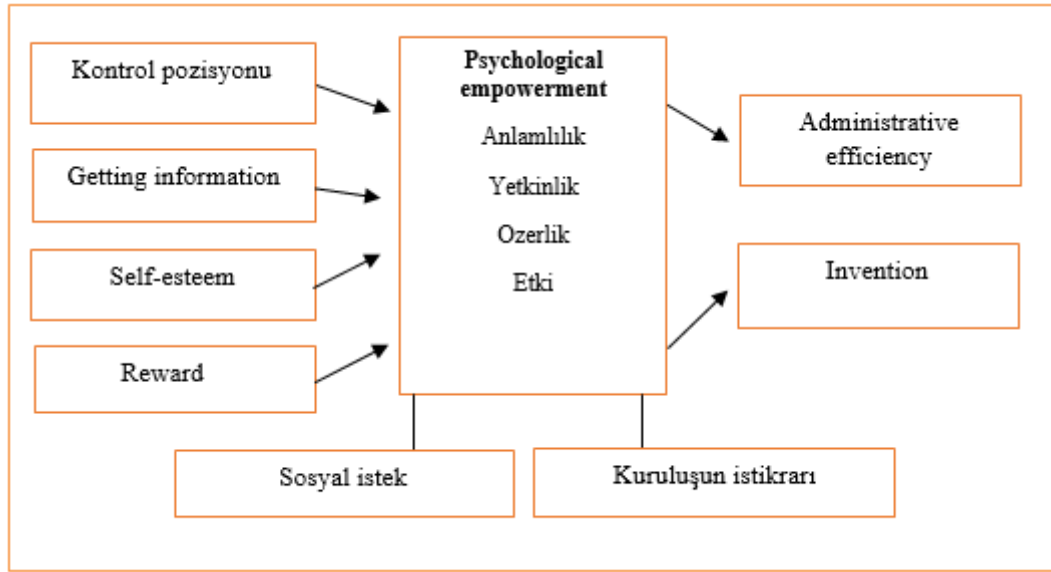 Kontrol pozisyonu
Getting information
Self-esteem
Reward
Psychological
empowerment
Anlamlılık
Yetkinlik
Ozerlik
Etki
Administrative
efficiency
Invention
Sosyal istek
Kuruluşun istikrarı